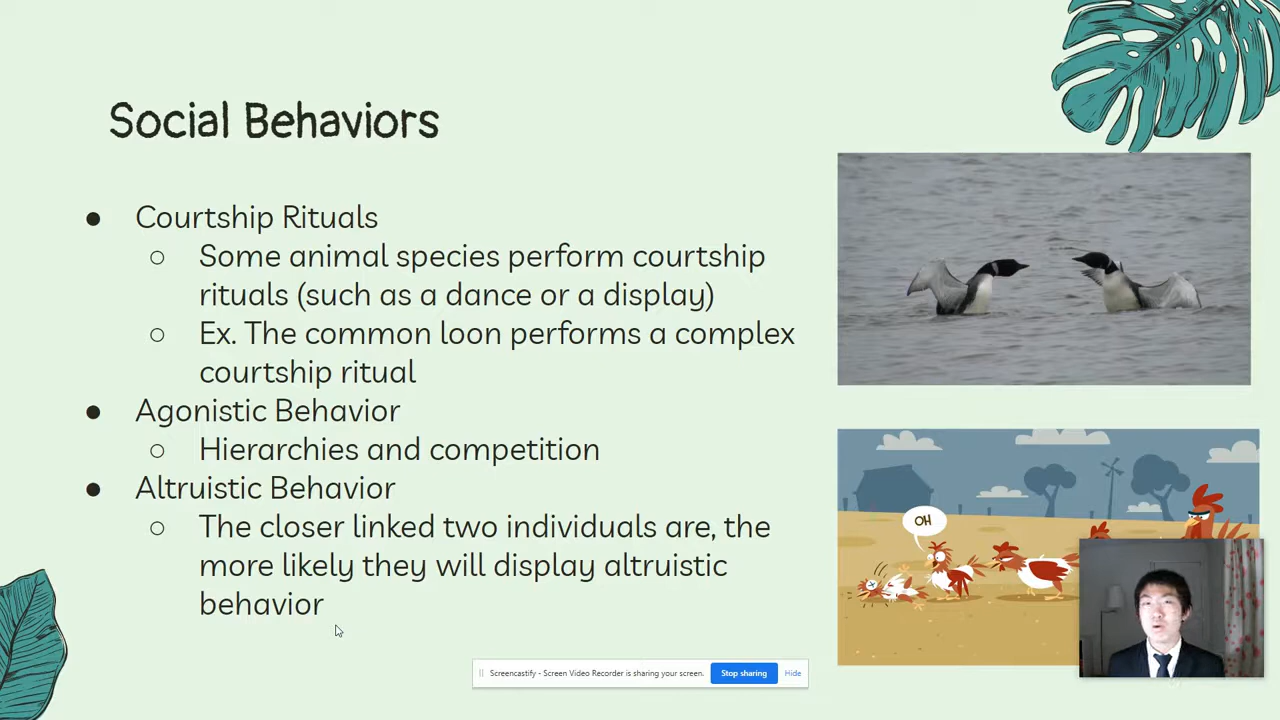 Social Behaviors
● Courtship Rituals
○ Some animal species perform courtship
rituals (such as a dance or a display)
○ Ex. The common loon performs a complex
courtship ritual
● Agonistic Behavior
○ Hierarchies and competition
● Altruistic Behavior
○ The closer linked two individuals are, the
more likely they will display altruistic
behavior
OH
Screencastify - Screen Video Recorder is sharing your screen.
Stop sharing
Hide